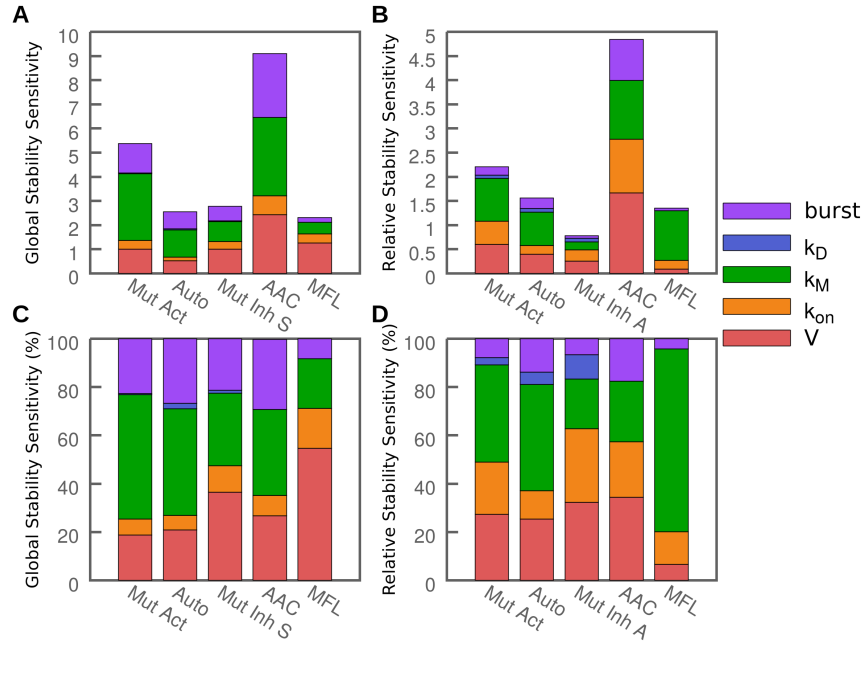 A
Global Stability Sensitivity
10
9
8
7
6
5
4
3
2
1
0
Mut Act
Auto
Mut Inh S
AAC
MFL
B
Relative Stability Sensitivity
5
4.5
4
3.5
3
2.5
2
1.5
1
0.5
0
Mut Act
Auto
Mut Inh A
AAC
MFL
burst
kD
kM
kon
V
C
Global Stability Sensitivity (%)
100
80
60
40
20
0
Mut Act
Auto
Mut Inh S
AAC
MFL
D
Relative Stability Sensitivity (%)
100
80
60
40
20
0
Mut Act
Auto
Mut Inh A
AAC
MFL